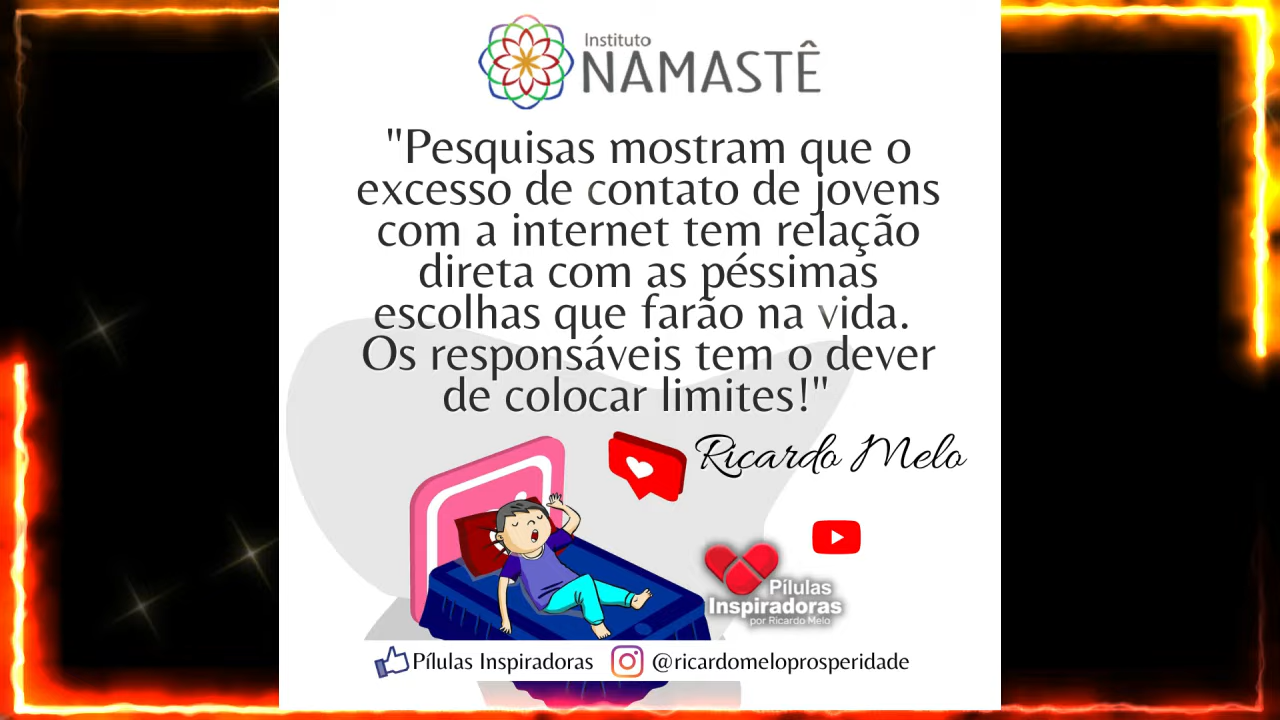 Instituto
NAMASTÊ
"Pesquisas mostram que o
excesso de contato de jovens
com a internet tem relação
direta com as péssimas
escolhas que farão na vida.
Os responsáveis tem o dever
de colocar limites!"
Ricardo Melo
Pílulas
Inspiradoras
por Ricardo Melo
Pílulas Inspiradoras @ricardomeloprosperidade